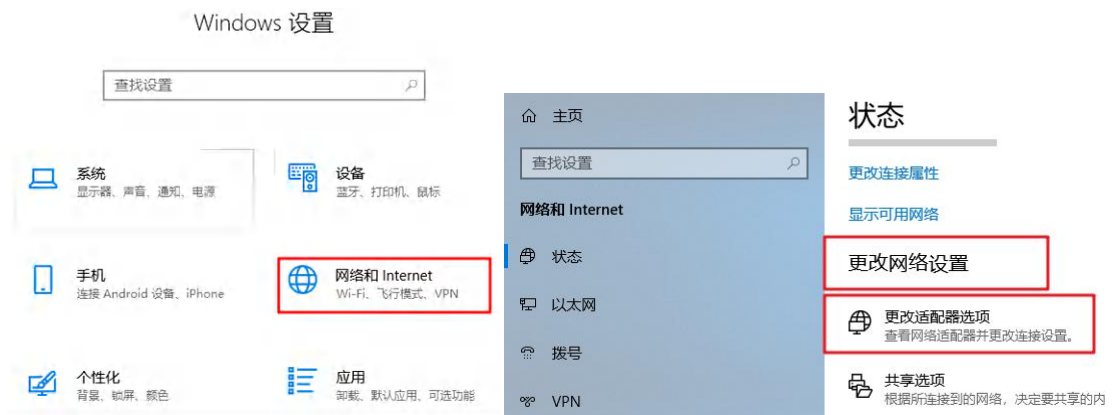 Windows 设置
查找设置
系统
显示器、声音、通知、电源
设备
蓝牙、打印机、鼠标
手机
连接 Android 设备、iPhone
网络和 Internet
Wi-Fi、飞行模式、VPN
个性化
背景、锁屏、颜色
应用
卸载、默认应用、可选功能
主页
查找设置
网络和 Internet
状态
以太网
拨号
VPN
状态
更改连接属性
显示可用网络
更改网络设置
更改适配器选项
查看网络适配器并更改连接设置。
共享选项
根据所连接到的网络，决定要共享的内